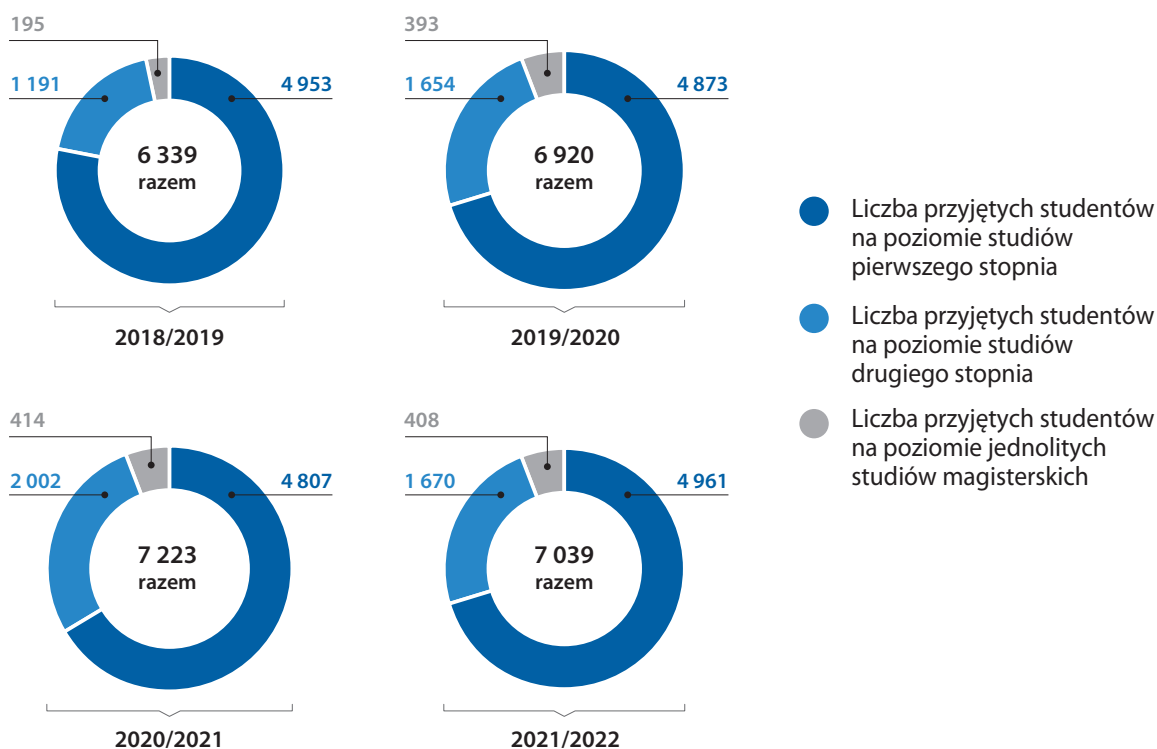 195
1 191
4 953
6 339
razem
2018/2019
393
1 654
4 873
6 920
razem
2019/2020
414
2 002
4 807
7 223
razem
2020/2021
408
1 670
4 961
7 039
razem
2021/2022
Liczba przyjętych studentów
na poziomie studiów
pierwszego stopnia
Liczba przyjętych studentów
na poziomie studiów
drugiego stopnia
Liczba przyjętych studentów
na poziomie jednolitych
studiów magisterskich